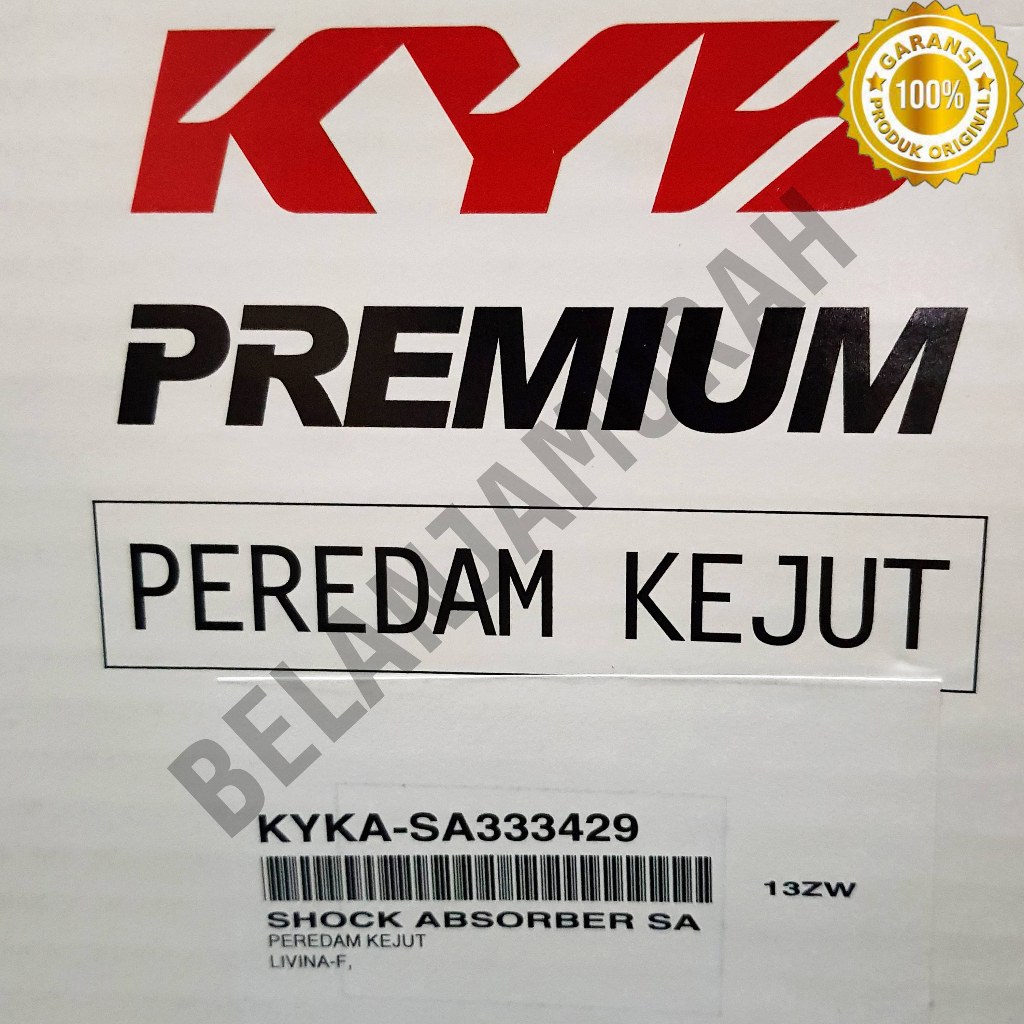 KYB
GARANSI
100%
PRODUK ORIGINAL
PREMIUM
PEREDAM KEJUT
BELANJAMURAH
KYKA-SA333429
13ZW
SHOCK ABSORBER SA
PEREDAM KEJUT
LIVINA-F,